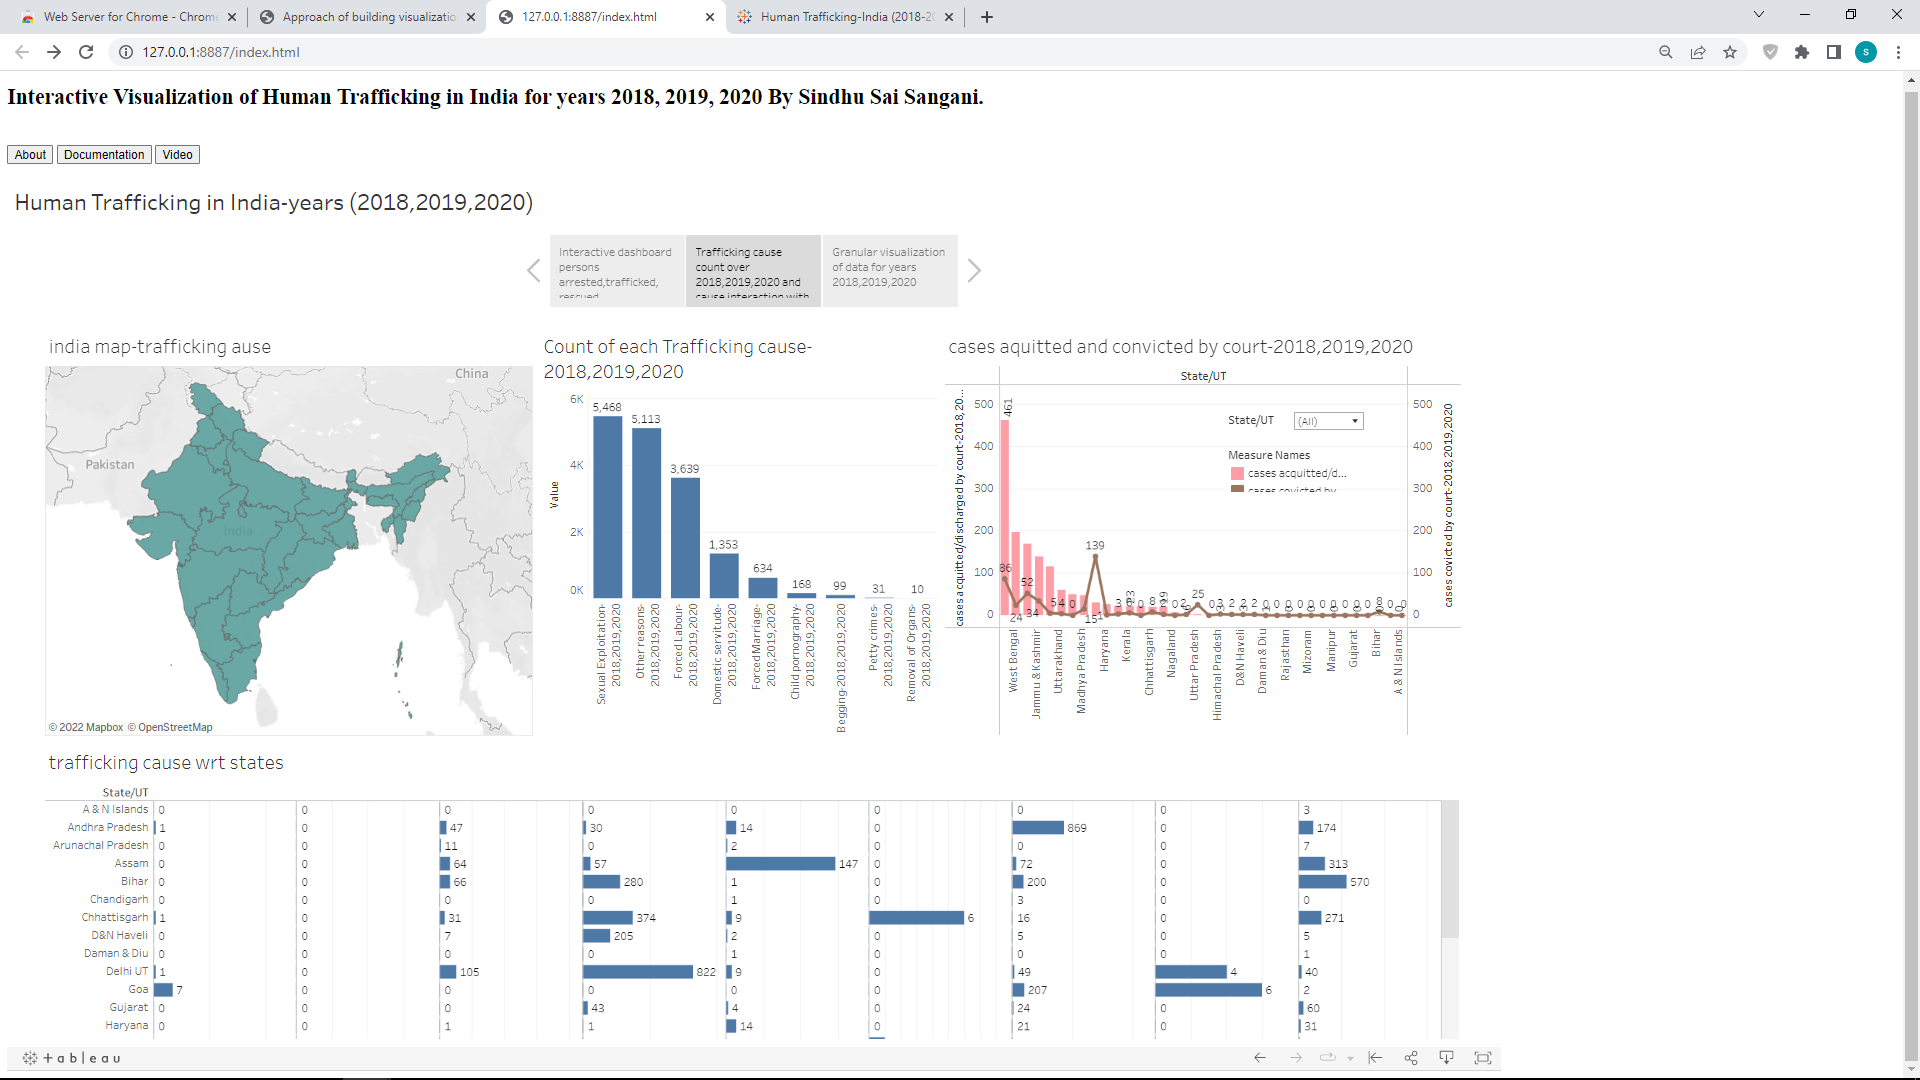 Web Server for Chrome - Chrome
Approach of building visualizatio
127.0.0.1:8887/index.html
Human Trafficking-India (2018-20
127.0.0.1:8887/index.html
S
Interactive Visualization of Human Trafficking in India for years 2018, 2019, 2020 By Sindhu Sai Sangani.
About Documentation Video
Human Trafficking in India-years (2018,2019,2020)
Interactive dashboard
persons
arrested,trafficked,
rescued
Trafficking cause
count over
2018,2019,2020 and
cause interaction with
Granular visualization
of data for years
2018,2019,2020
india map-trafficking ause
China
Pakistan
India
© 2022 Mapbox © OpenStreetMap
Count of each Trafficking cause-
2018,2019,2020
Value
6K
4K
2K
0K
5,468
5,113
3,639
1,353
634
168
99
31
10
Sexual Exploitation-
2018,2019,2020
Other reasons-
2018,2019,2020
Forced Labour-
2018,2019,2020
Domestic servitude-
2018,2019,2020
Forced Marriage-
2018,2019,2020
Child pornography-
2018,2019,2020
Begging-2018,2019,2020
Petty crimes-
2018,2019,2020
Removal of Organs-
2018,2019,2020
cases aquitted and convicted by court-2018,2019,2020
State/UT
cases acquitted/discharged by court-2018,20...
500
400
300
200
100
0
461
86
24
52
34
54
0
15
139
25
State/UT (All)
Measure Names
cases acquitted/d...
cases covicted by
500
400
300
200
100
0
cases covicted by court-2018,2019,2020
West Bengal
Jammu & Kashmir
Uttarakhand
Madhya Pradesh
Haryana
Kerala
Chhattisgarh
Nagaland
Uttar Pradesh
Himachal Pradesh
D&N Haveli
Daman & Diu
Rajasthan
Mizoram
Manipur
Gujarat
Bihar
A & N Islands
trafficking cause wrt states
State/UT
A & N Islands 0 0 0 0 0 0 0 0 3
Andhra Pradesh 1 0 47 30 14 0 869 0 174
Arunachal Pradesh 0 0 11 0 2 0 0 0 7
Assam 0 0 64 57 147 0 72 0 313
Bihar 0 0 66 280 1 0 200 0 570
Chandigarh 0 0 0 0 1 0 3 0 0
Chhattisgarh 1 0 31 374 9 6 16 0 271
D&N Haveli 0 0 7 205 2 0 5 0 5
Daman & Diu 0 0 0 0 1 0 0 0 1
Delhi UT 1 0 105 822 9 0 49 4 40
Goa 7 0 0 0 0 0 207 6 2
Gujarat 0 0 0 43 4 0 24 0 60
Haryana 0 0 1 1 14 0 21 0 31
+ableau